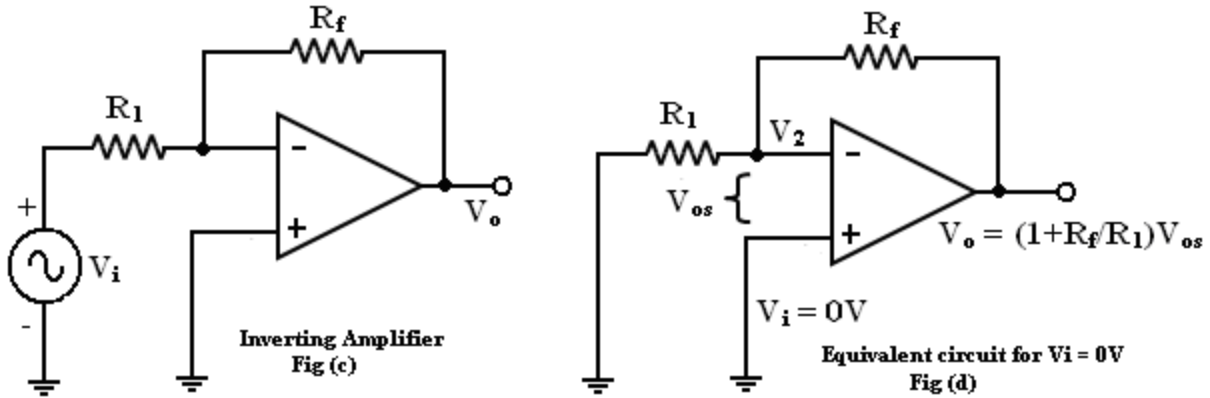 Rf
R1
-
+
Vo
+
Vi
-
Inverting Amplifier
Fig (c)
Rf
R1
V2
-
Vos
+
Vo = (1+Rf/R1)Vos
Vi = 0V
Equivalent circuit for Vi = 0V
Fig (d)